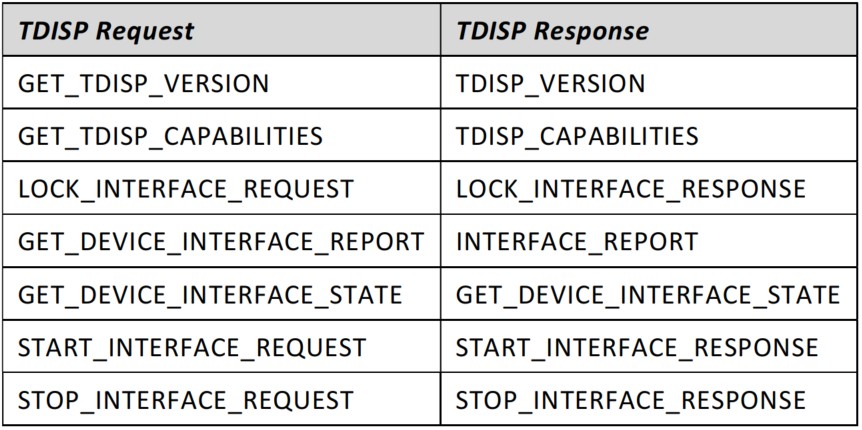 TDISP Request TDISP Response
GET_TDISP_VERSION TDISP_VERSION
GET_TDISP_CAPABILITIES TDISP_CAPABILITIES
LOCK_INTERFACE_REQUEST LOCK_INTERFACE_RESPONSE
GET_DEVICE_INTERFACE_REPORT INTERFACE_REPORT
GET_DEVICE_INTERFACE_STATE GET_DEVICE_INTERFACE_STATE
START_INTERFACE_REQUEST START_INTERFACE_RESPONSE
STOP_INTERFACE_REQUEST STOP_INTERFACE_RESPONSE